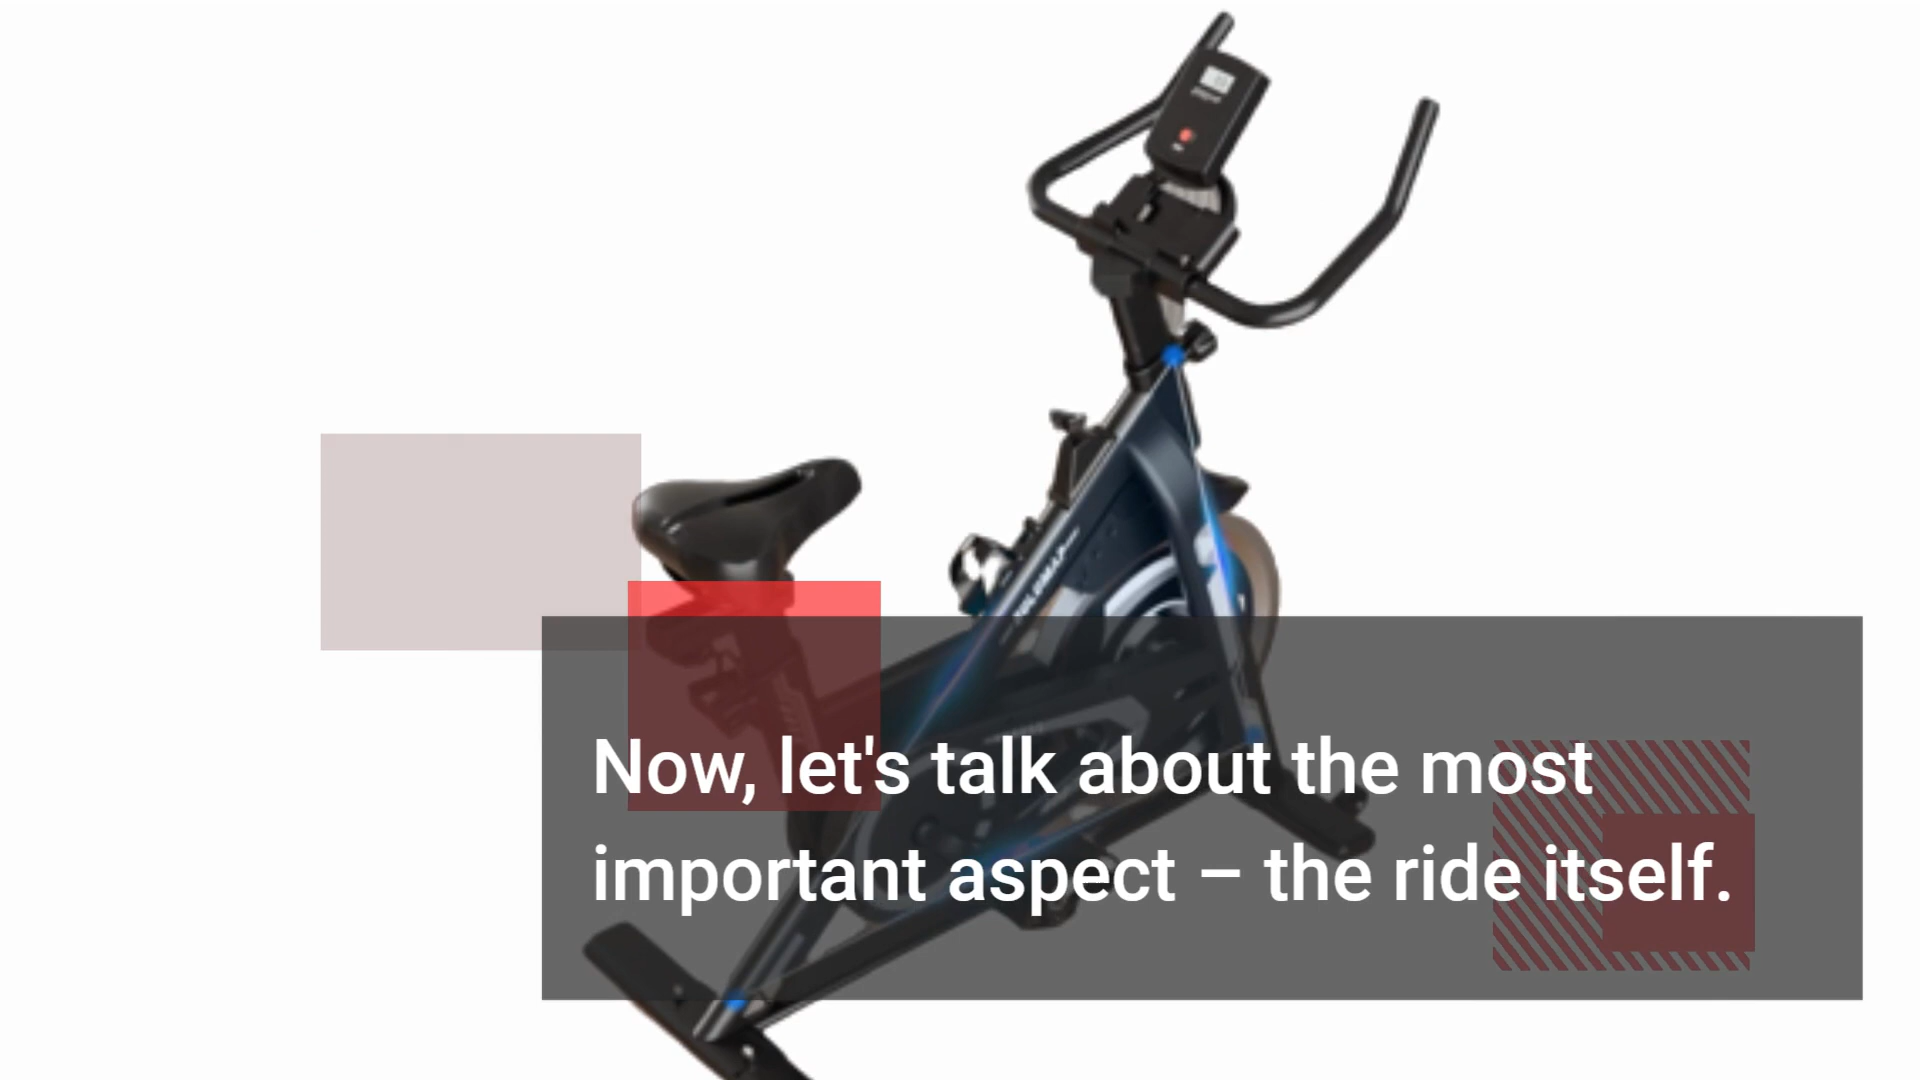 Now, let's talk about the most
important aspect – the ride itself.